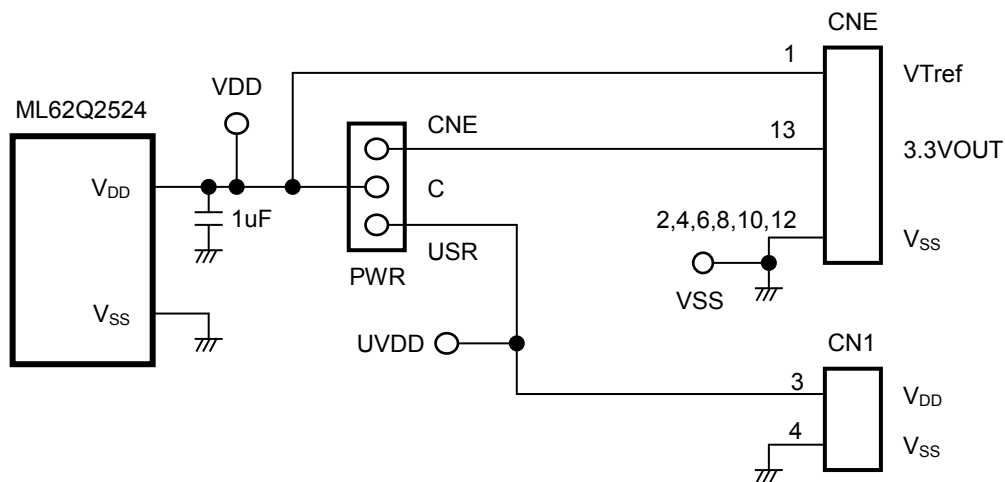 CNE
1
VTref
VDD
ML62Q2524
CNE
13
3.3VOUT
VDD
C
1uF
2,4,6,8,10,12
USR
VSS
PWR
VSS
VSS
UVDD
CN1
3
VDD
4
VSS